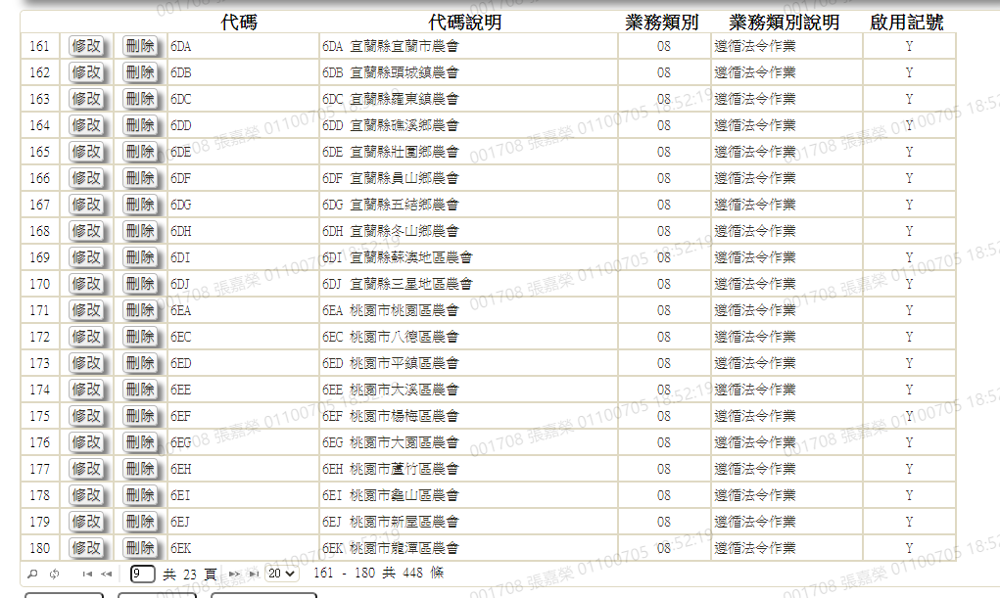 代碼 代碼說明 業務類別 業務類別說明 啟用記號
161 修改 刪除 6DA 6DA 宜蘭縣宜蘭市農會 08 遵循法令作業 Y
162 修改 刪除 6DB 6DB 宜蘭縣頭城鎮農會 08 遵循法令作業 Y
163 修改 刪除 6DC 6DC 宜蘭縣羅東鎮農會 08 遵循法令作業 Y
164 修改 刪除 6DD 6DD 宜蘭縣礁溪鄉農會 08 遵循法令作業 Y
165 修改 刪除 6DE 6DE 宜蘭縣壯圍鄉農會 08 遵循法令作業 Y
166 修改 刪除 6DF 6DF 宜蘭縣員山鄉農會 08 遵循法令作業 Y
167 修改 刪除 6DG 6DG 宜蘭縣五結鄉農會 08 遵循法令作業 Y
168 修改 刪除 6DH 6DH 宜蘭縣冬山鄉農會 08 遵循法令作業 Y
169 修改 刪除 6DI 6DI 宜蘭縣蘇澳地區農會 08 遵循法令作業 Y
170 修改 刪除 6DJ 6DJ 宜蘭縣三星地區農會 08 遵循法令作業 Y
171 修改 刪除 6EA 6EA 桃園市桃園區農會 08 遵循法令作業 Y
172 修改 刪除 6EC 6EC 桃園市八德區農會 08 遵循法令作業 Y
173 修改 刪除 6ED 6ED 桃園市平鎮區農會 08 遵循法令作業 Y
174 修改 刪除 6EE 6EE 桃園市大溪區農會 08 遵循法令作業 Y
175 修改 刪除 6EF 6EF 桃園市楊梅區農會 08 遵循法令作業 Y
176 修改 刪除 6EG 6EG 桃園市大園區農會 08 遵循法令作業 Y
177 修改 刪除 6EH 6EH 桃園市蘆竹區農會 08 遵循法令作業 Y
178 修改 刪除 6EI 6EI 桃園市龜山區農會 08 遵循法令作業 Y
179 修改 刪除 6EJ 6EJ 桃園市新屋區農會 08 遵循法令作業 Y
180 修改 刪除 6EK 6EK 桃園市龍潭區農會 08 遵循法令作業 Y
9 共 23 頁 20 161 - 180 共 448 條
001708 張嘉榮 01100705 18:52:19